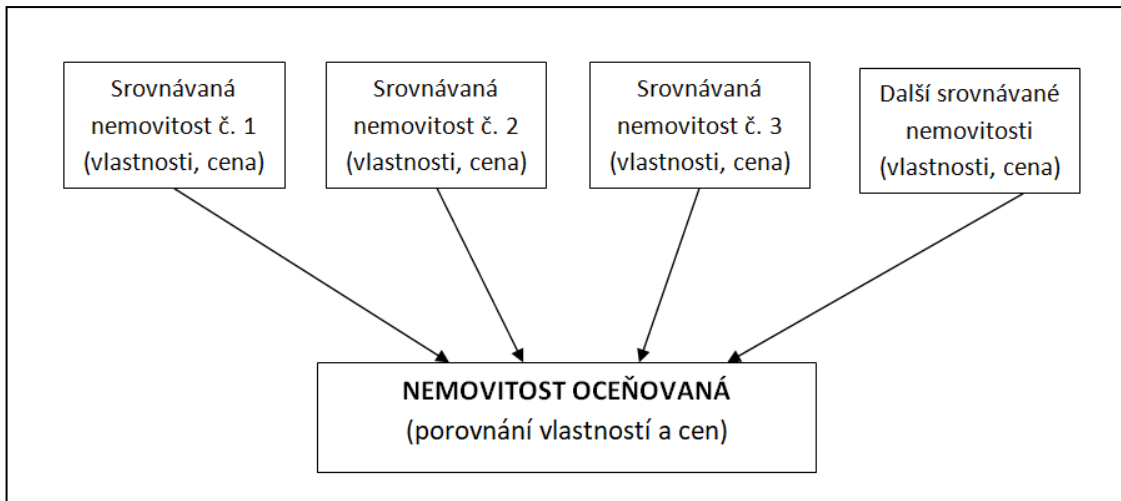 Srovnávaná
nemovitost č. 1
(vlastnosti, cena)
Srovnávaná
nemovitost č. 2
(vlastnosti, cena)
Srovnávaná
nemovitost č. 3
(vlastnosti, cena)
Další srovnávané
nemovitosti
(vlastnosti, cena)
NEMOVITOST OCEŇOVANÁ
(porovnání vlastností a cen)